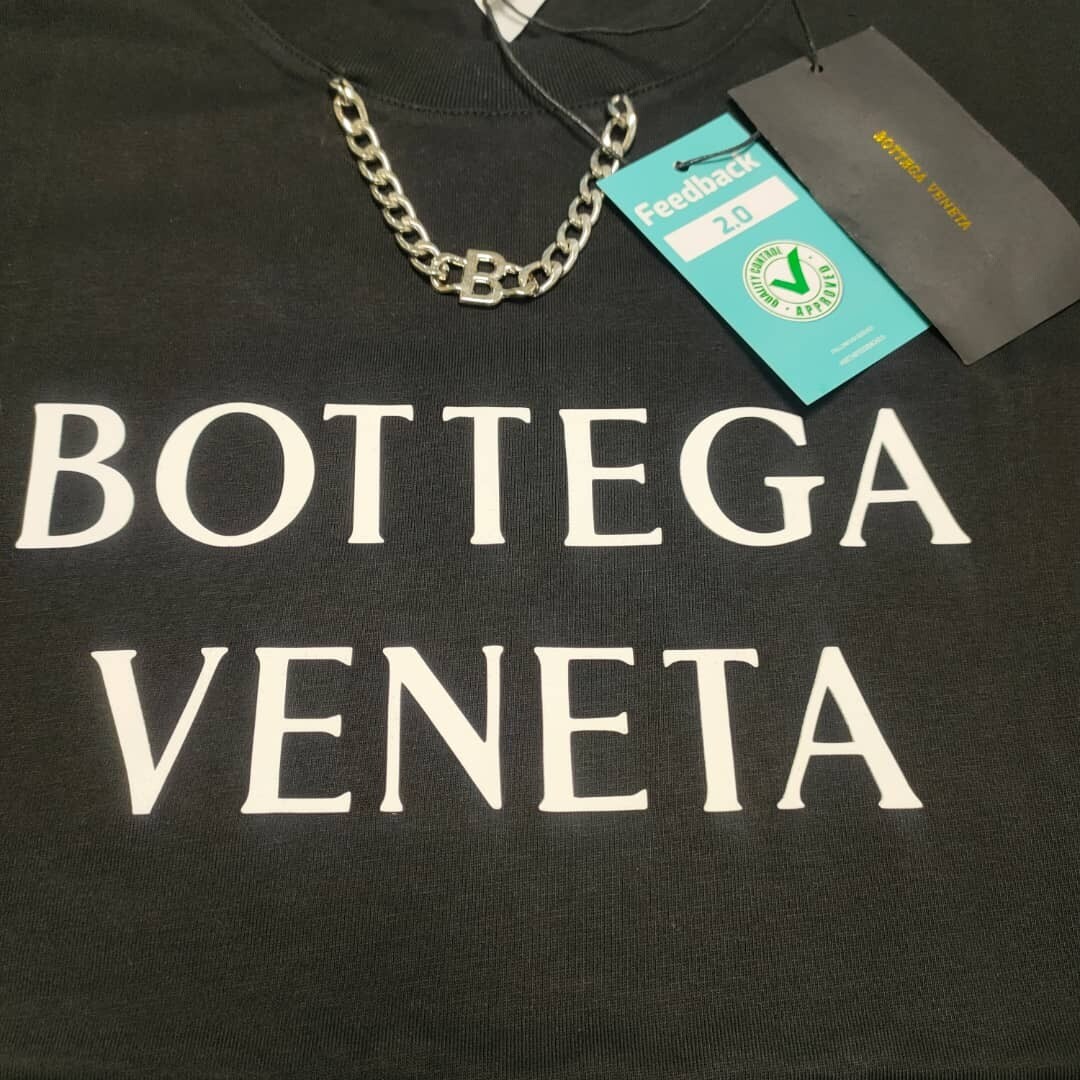 B
Feedback
2.0
QUALITY CONTROL
APPROVED
BOTTEGA VENETA
BOTTEGA
VENETA